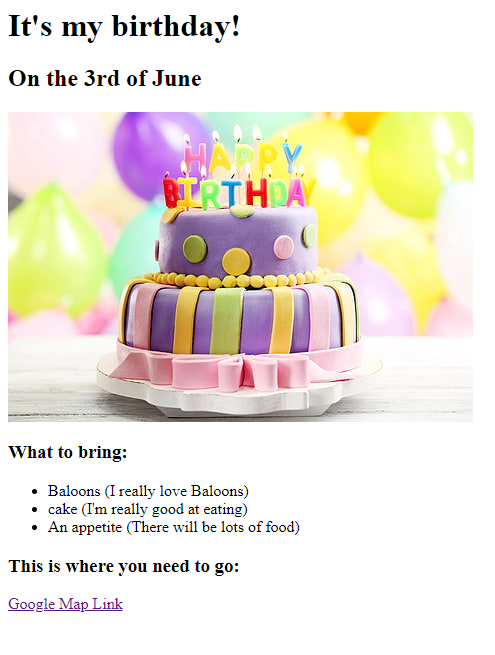 It's my birthday!
On the 3rd of June
HAPPY
BIRTHDAY
What to bring:
Baloons (I really love Baloons)
cake (I'm really good at eating)
An appetite (There will be lots of food)
This is where you need to go:
Google Map Link